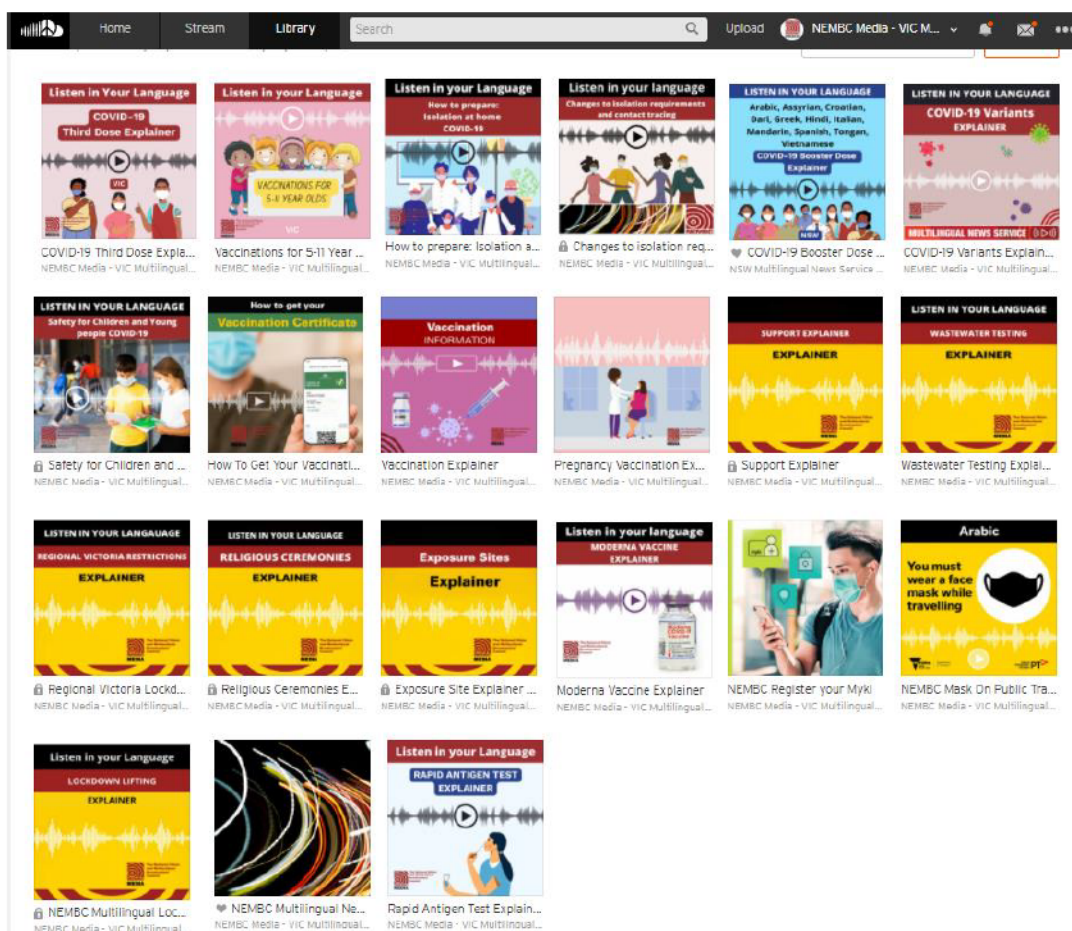 Home Stream Library Search Upload NEMBC Media - VIC M...
Listen in Your Language
COVID-19
Third Dose Explainer
VIC
COVID-19 Third Dose Expla...
NEMBC Media - VIC Multilingual...
Listen in your Language
VACCINATIONS FOR
5-11 YEAR OLDS
VIC
Vaccinations for 5-11 Year ...
NEMBC Media - VIC Multilingual...
Listen in your Language
How to prepare:
Isolation at home
COVID-19
How to prepare: Isolation a...
NEMBC Media - VIC Multilingual...
Listen in your language
Changes to isolation requirements
and contact tracing
Changes to isolation req...
NEMBC Media - VIC Multilingual...
LISTEN IN YOUR LANGUAGE
Arabic, Assyrian, Croatian,
Dari, Greek, Hindi, Italian,
Mandarin, Spanish, Tongan,
Vietnamese
COVID-19 Booster Dose
Explainer
NSW
COVID-19 Booster Dose ...
NSW Multilingual News Service ...
LISTEN IN YOUR LANGUAGE
COVID-19 Variants
EXPLAINER
MULTILINGUAL NEWS SERVICE
COVID-19 Variants Explain...
NEMBC Media - VIC Multilingual...
LISTEN IN YOUR LANGUAGE
Safety for Children and Young
people COVID-19
Safety for Children and ...
NEMBC Media - VIC Multilingual...
How to get your
Vaccination Certificate
How To Get Your Vaccinati...
NEMBC Media - VIC Multilingual...
Vaccination
INFORMATION
Vaccination Explainer
NEMBC Media - VIC Multilingual...
Pregnancy Vaccination Ex...
NEMBC Media - VIC Multilingual...
SUPPORT EXPLAINER
EXPLAINER
Support Explainer
NEMBC Media - VIC Multilingual...
LISTEN IN YOUR LANGUAGE
WASTEWATER TESTING
EXPLAINER
Wastewater Testing Explai...
NEMBC Media - VIC Multilingual...
LISTEN IN YOUR LANGAUAGE
REGIONAL VICTORIA RESTRICTIONS
EXPLAINER
MEDIA
Regional Victoria Lockd...
NEMBC Media - VIC Multilingual...
LISTEN IN YOUR LANGUAGE
RELIGIOUS CEREMONIES
EXPLAINER
MEDIA
Religious Ceremonies E...
NEMBC Media - VIC Multilingual...
Exposure Sites
Explainer
MEDIA
Exposure Site Explainer ...
NEMBC Media - VIC Multilingual...
Listen in your language
MODERNA VACCINE
EXPLAINER
Moderna Vaccine Explainer
NEMBC Media - VIC Multilingual...
myki
NEMBC Register your Myki
NEMBC Media - VIC Multilingual...
Arabic
You must
wear a face
mask while
travelling
PT
NEMBC Mask On Public Tra...
NEMBC Media - VIC Multilingual...
Listen in your Language
LOCKDOWN LIFTING
EXPLAINER
MEDIA
NEMBC Multilingual Loc...
NEMBC Media - VIC Multilingual...
NEMBC Multilingual Ne...
NEMBC Media - VIC Multilingual...
Listen in your Language
RAPID ANTIGEN TEST
EXPLAINER
Rapid Antigen Test Explain...
NEMBC Media - VIC Multilingual...